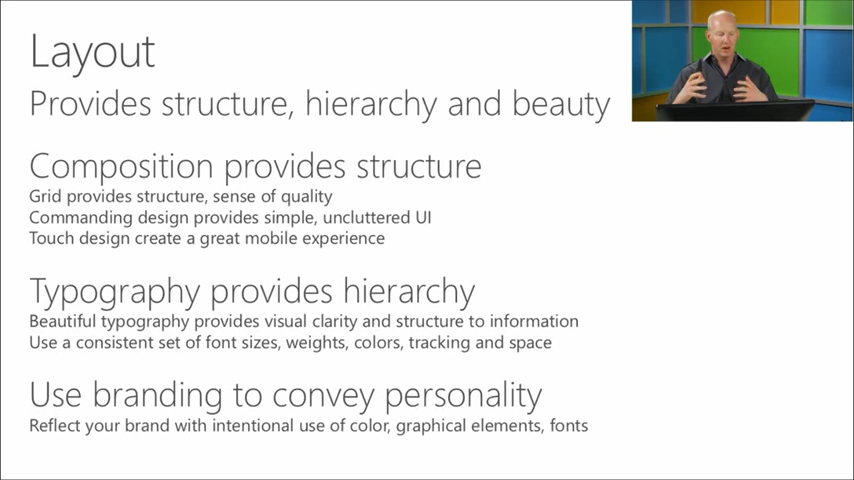 Layout
Provides structure, hierarchy and beauty
Composition provides structure
Grid provides structure, sense of quality
Commanding design provides simple, uncluttered UI
Touch design create a great mobile experience
Typography provides hierarchy
Beautiful typography provides visual clarity and structure to information
Use a consistent set of font sizes, weights, colors, tracking and space
Use branding to convey personality
Reflect your brand with intentional use of color, graphical elements, fonts